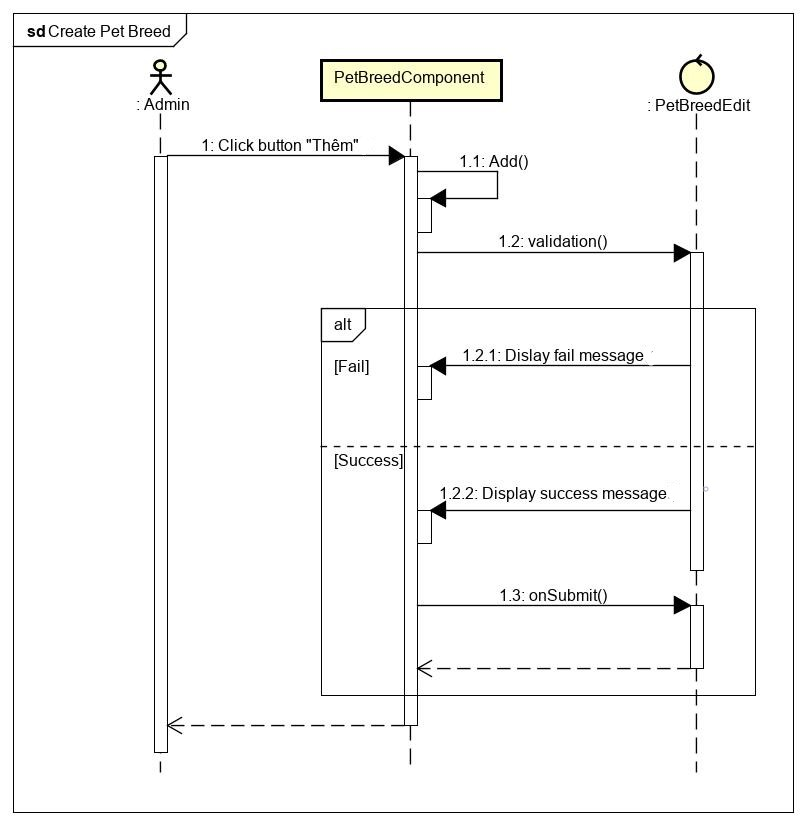 sd Create Pet Breed
: Admin
PetBreedComponent
: PetBreedEdit
1: Click button "Thêm"
1.1: Add()
1.2: validation()
alt
[Fail]
1.2.1: Dislay fail message
[Success]
1.2.2: Display success message
1.3: onSubmit()